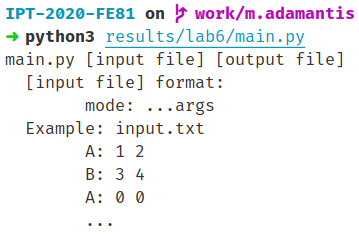 IPT-2020-FE81 on work/m.adamantis
➜ python3 results/lab6/main.py
main.py [input file] [output file]
[input file] format:
mode: ...args
Example: input.txt
A: 1 2
B: 3 4
A: 0 0
...